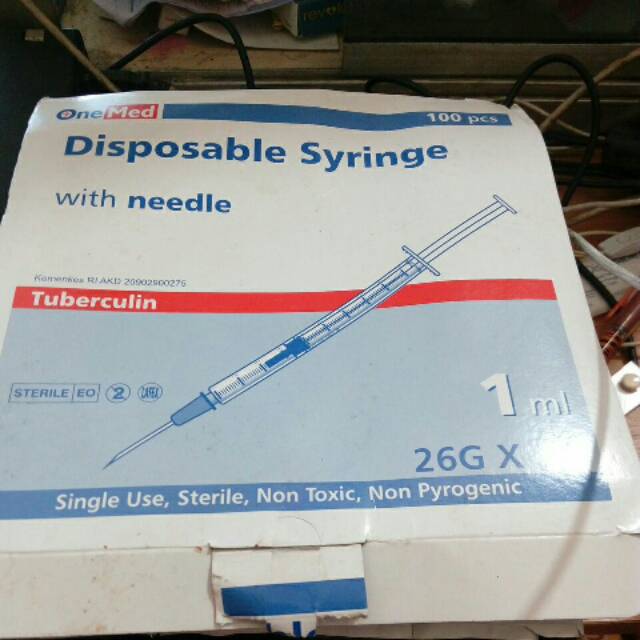 OneMed
100 pcs
Disposable Syringe
with needle
Kemenkes RI AKD 20902900275
Tuberculin
STERILE EO 2
1 ml
26G X
Single Use, Sterile, Non Toxic, Non Pyrogenic